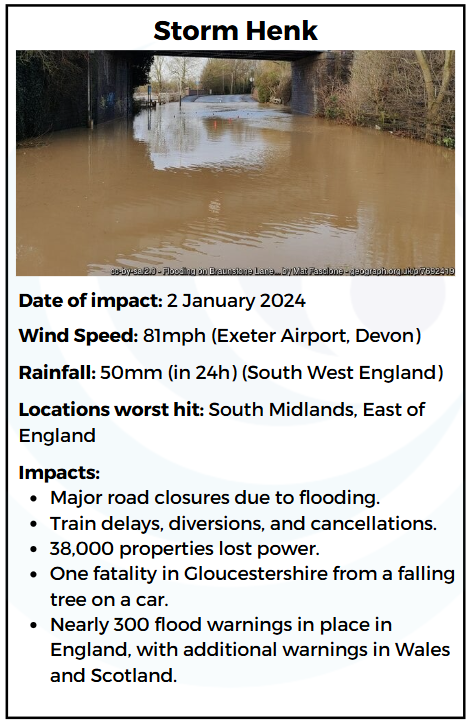 Storm Henk
cc-by-sa/2.0 - Flooding on Braunstone Lane... by Mat Fascione - geograph.org.uk/p/7692419
Date of impact: 2 January 2024
Wind Speed: 81mph (Exeter Airport, Devon)
Rainfall: 50mm (in 24h) (South West England)
Locations worst hit: South Midlands, East of
England
Impacts:
• Major road closures due to flooding.
• Train delays, diversions, and cancellations.
• 38,000 properties lost power.
• One fatality in Gloucestershire from a falling
tree on a car.
• Nearly 300 flood warnings in place in
England, with additional warnings in Wales
and Scotland.